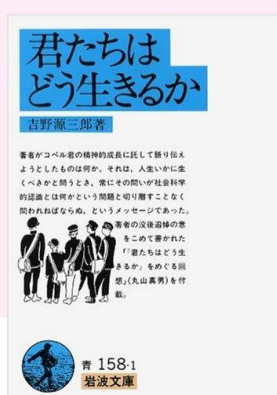 君たちは
どう生きるか
吉野源三郎著
著者がコペル君の精神的成長に託して語り伝え
ようとしたものは何か。それは、人生いかに生
くべきかと問うとき、常にその問いが社会科学
的認識とは何かという問題と切り離すことなく
問われねばならぬ、というメッセージであった。
著者の没後追悼の意
をこめて書かれた
「『君たちはどう生
きるか』をめぐる回
想」(丸山真男)を付
載。
青 158-1
岩波文庫